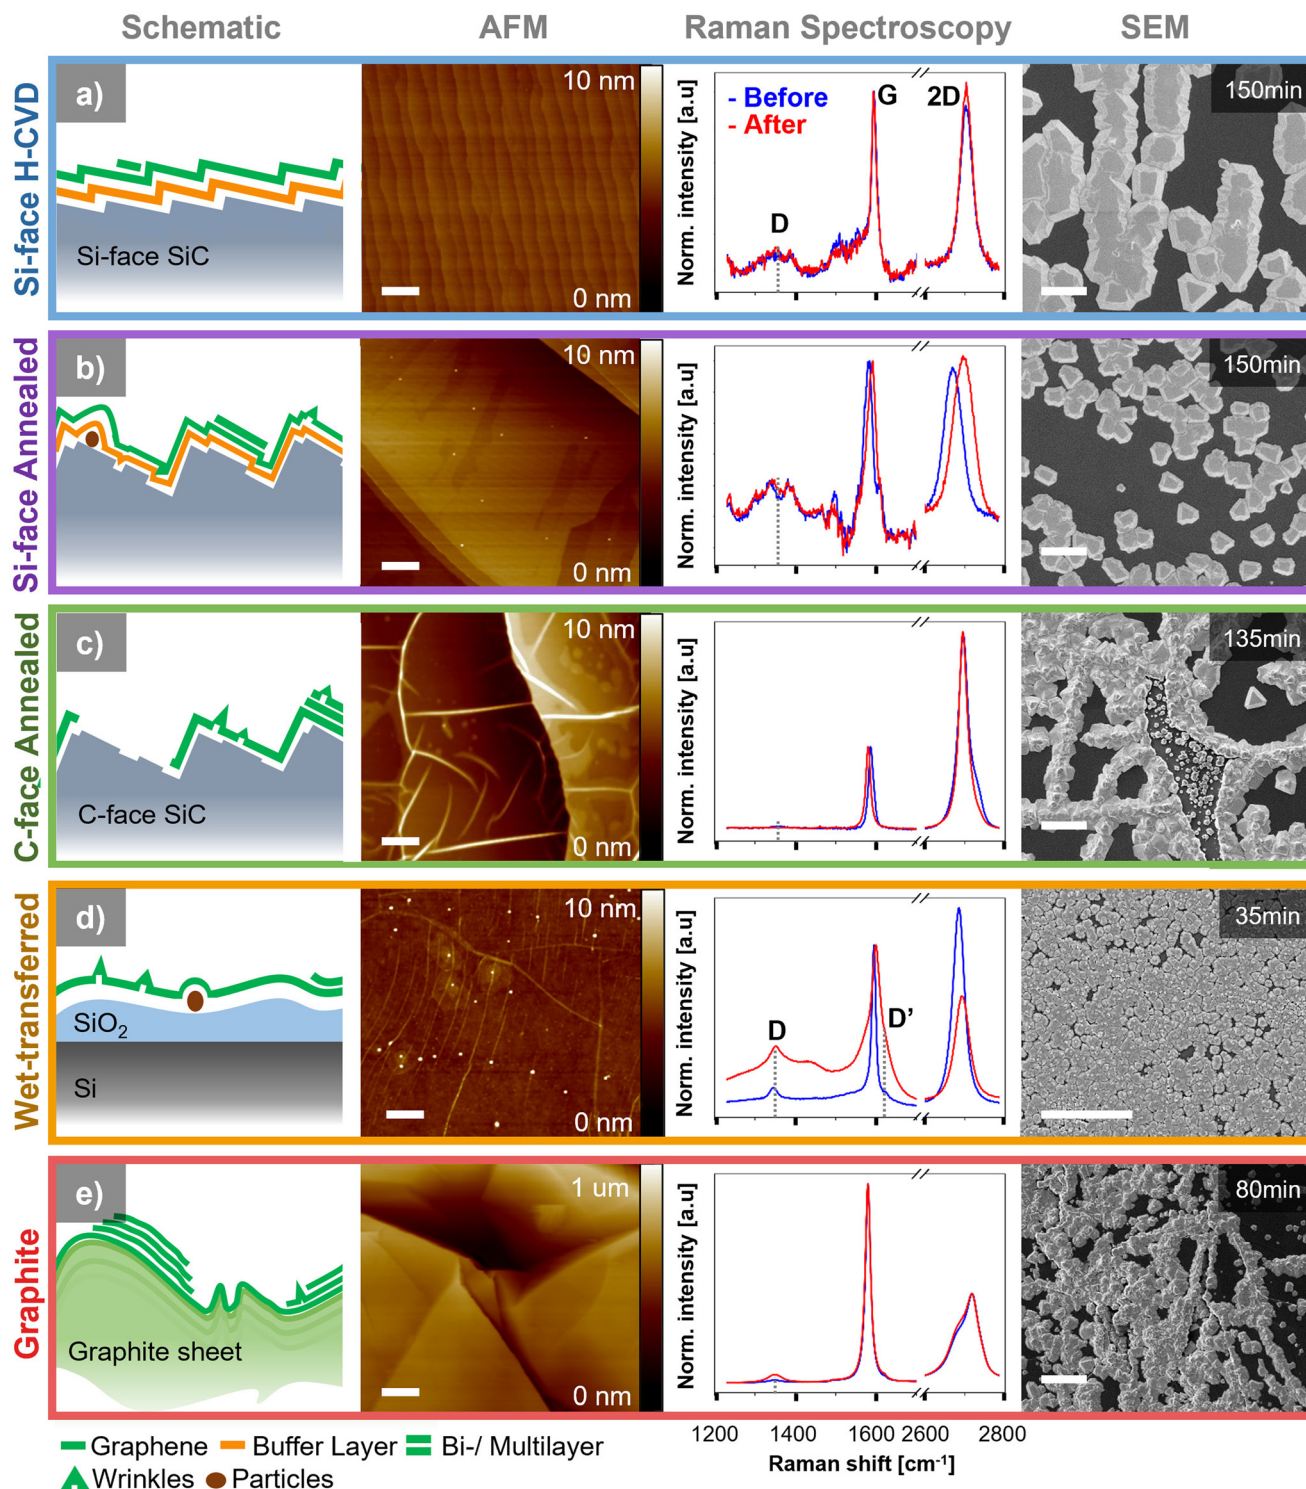 Schematic
AFM
Raman Spectroscopy
SEM
Si-face H-CVD
a)
Si-face SiC
10 nm
0 nm
Norm. intensity [a.u]
- Before
- After
D
G
2D
150min
Si-face Annealed
b)
10 nm
0 nm
Norm. intensity [a.u]
150min
C-face Annealed
c)
C-face SiC
10 nm
0 nm
Norm. intensity [a.u]
135min
Wet-transferred
d)
SiO₂
Si
10 nm
0 nm
Norm. intensity [a.u]
D
D'
35min
Graphite
e)
Graphite sheet
1 um
0 nm
Norm. intensity [a.u]
80min
1200 1400 1600 2600 2800
Raman shift [cm⁻¹]
Graphene Buffer Layer Bi-/ Multilayer
Wrinkles Particles